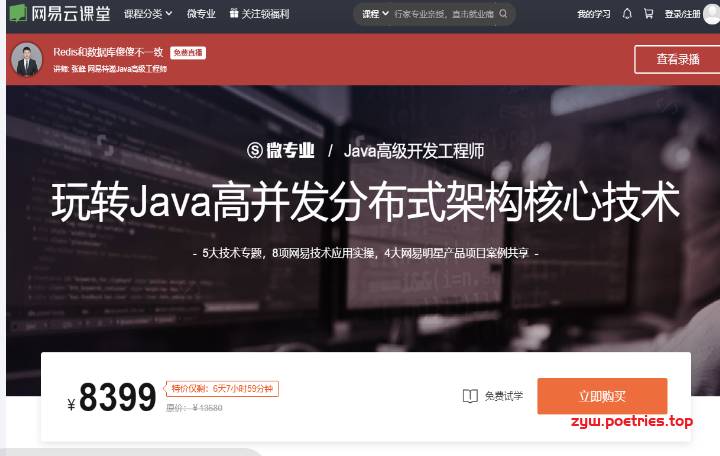 网易云课堂 课程分类 微专业 关注领福利 课程 行家专业亲授，直击就业痛 我的学习 登录/注册
Redis和数据库傻傻不一致 免费直播
讲师: 张峰 网易特邀Java高级工程师
查看录播
微专业 / Java高级开发工程师
玩转Java高并发分布式架构核心技术
- 5大技术专题，8项网易技术应用实操，4大网易明星产品项目案例共享 -
¥8399
特价仅剩：6天7小时59分钟
原价：¥13580
免费试学
立即购买
zyw.poetries.top